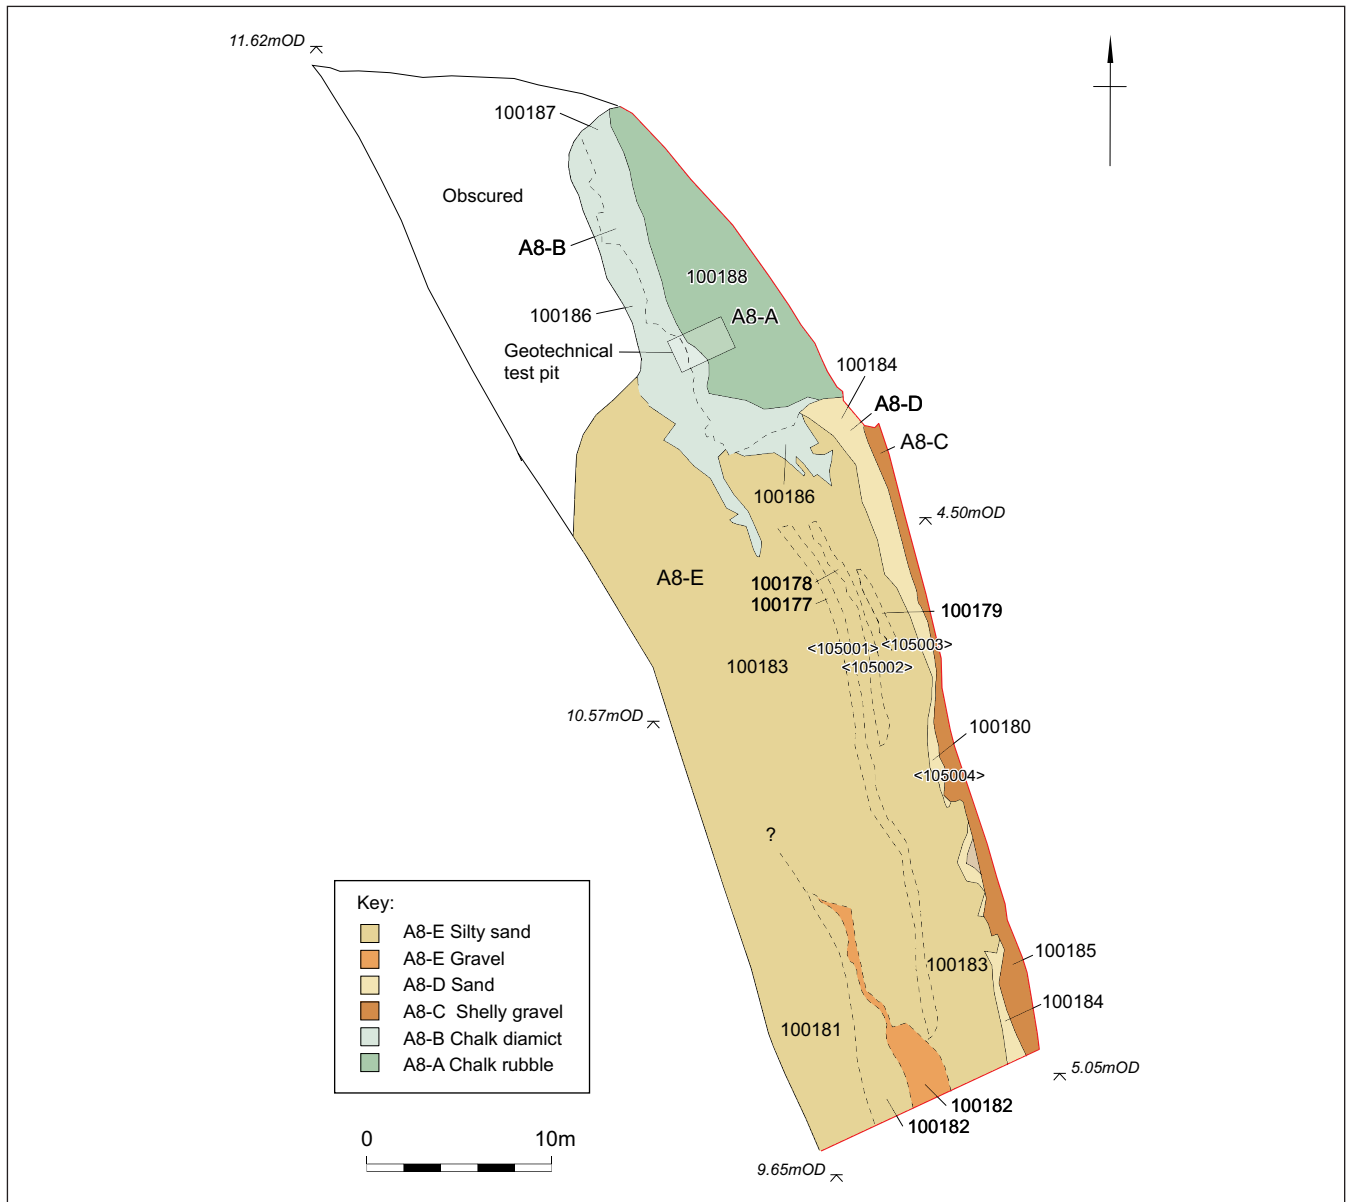 11.62mOD
100187
Obscured
A8-B
100188
100186
A8-A
Geotechnical
test pit
100184
A8-D
A8-C
100186
4.50mOD
A8-E
100178
100177
100179
<105001>
<105003>
<105002>
100183
10.57mOD
100180
<105004>
?
Key:
A8-E Silty sand
A8-E Gravel
A8-D Sand
A8-C Shelly gravel
A8-B Chalk diamict
A8-A Chalk rubble
100185
100183
100184
100181
5.05mOD
100182
100182
0 10m
9.65mOD